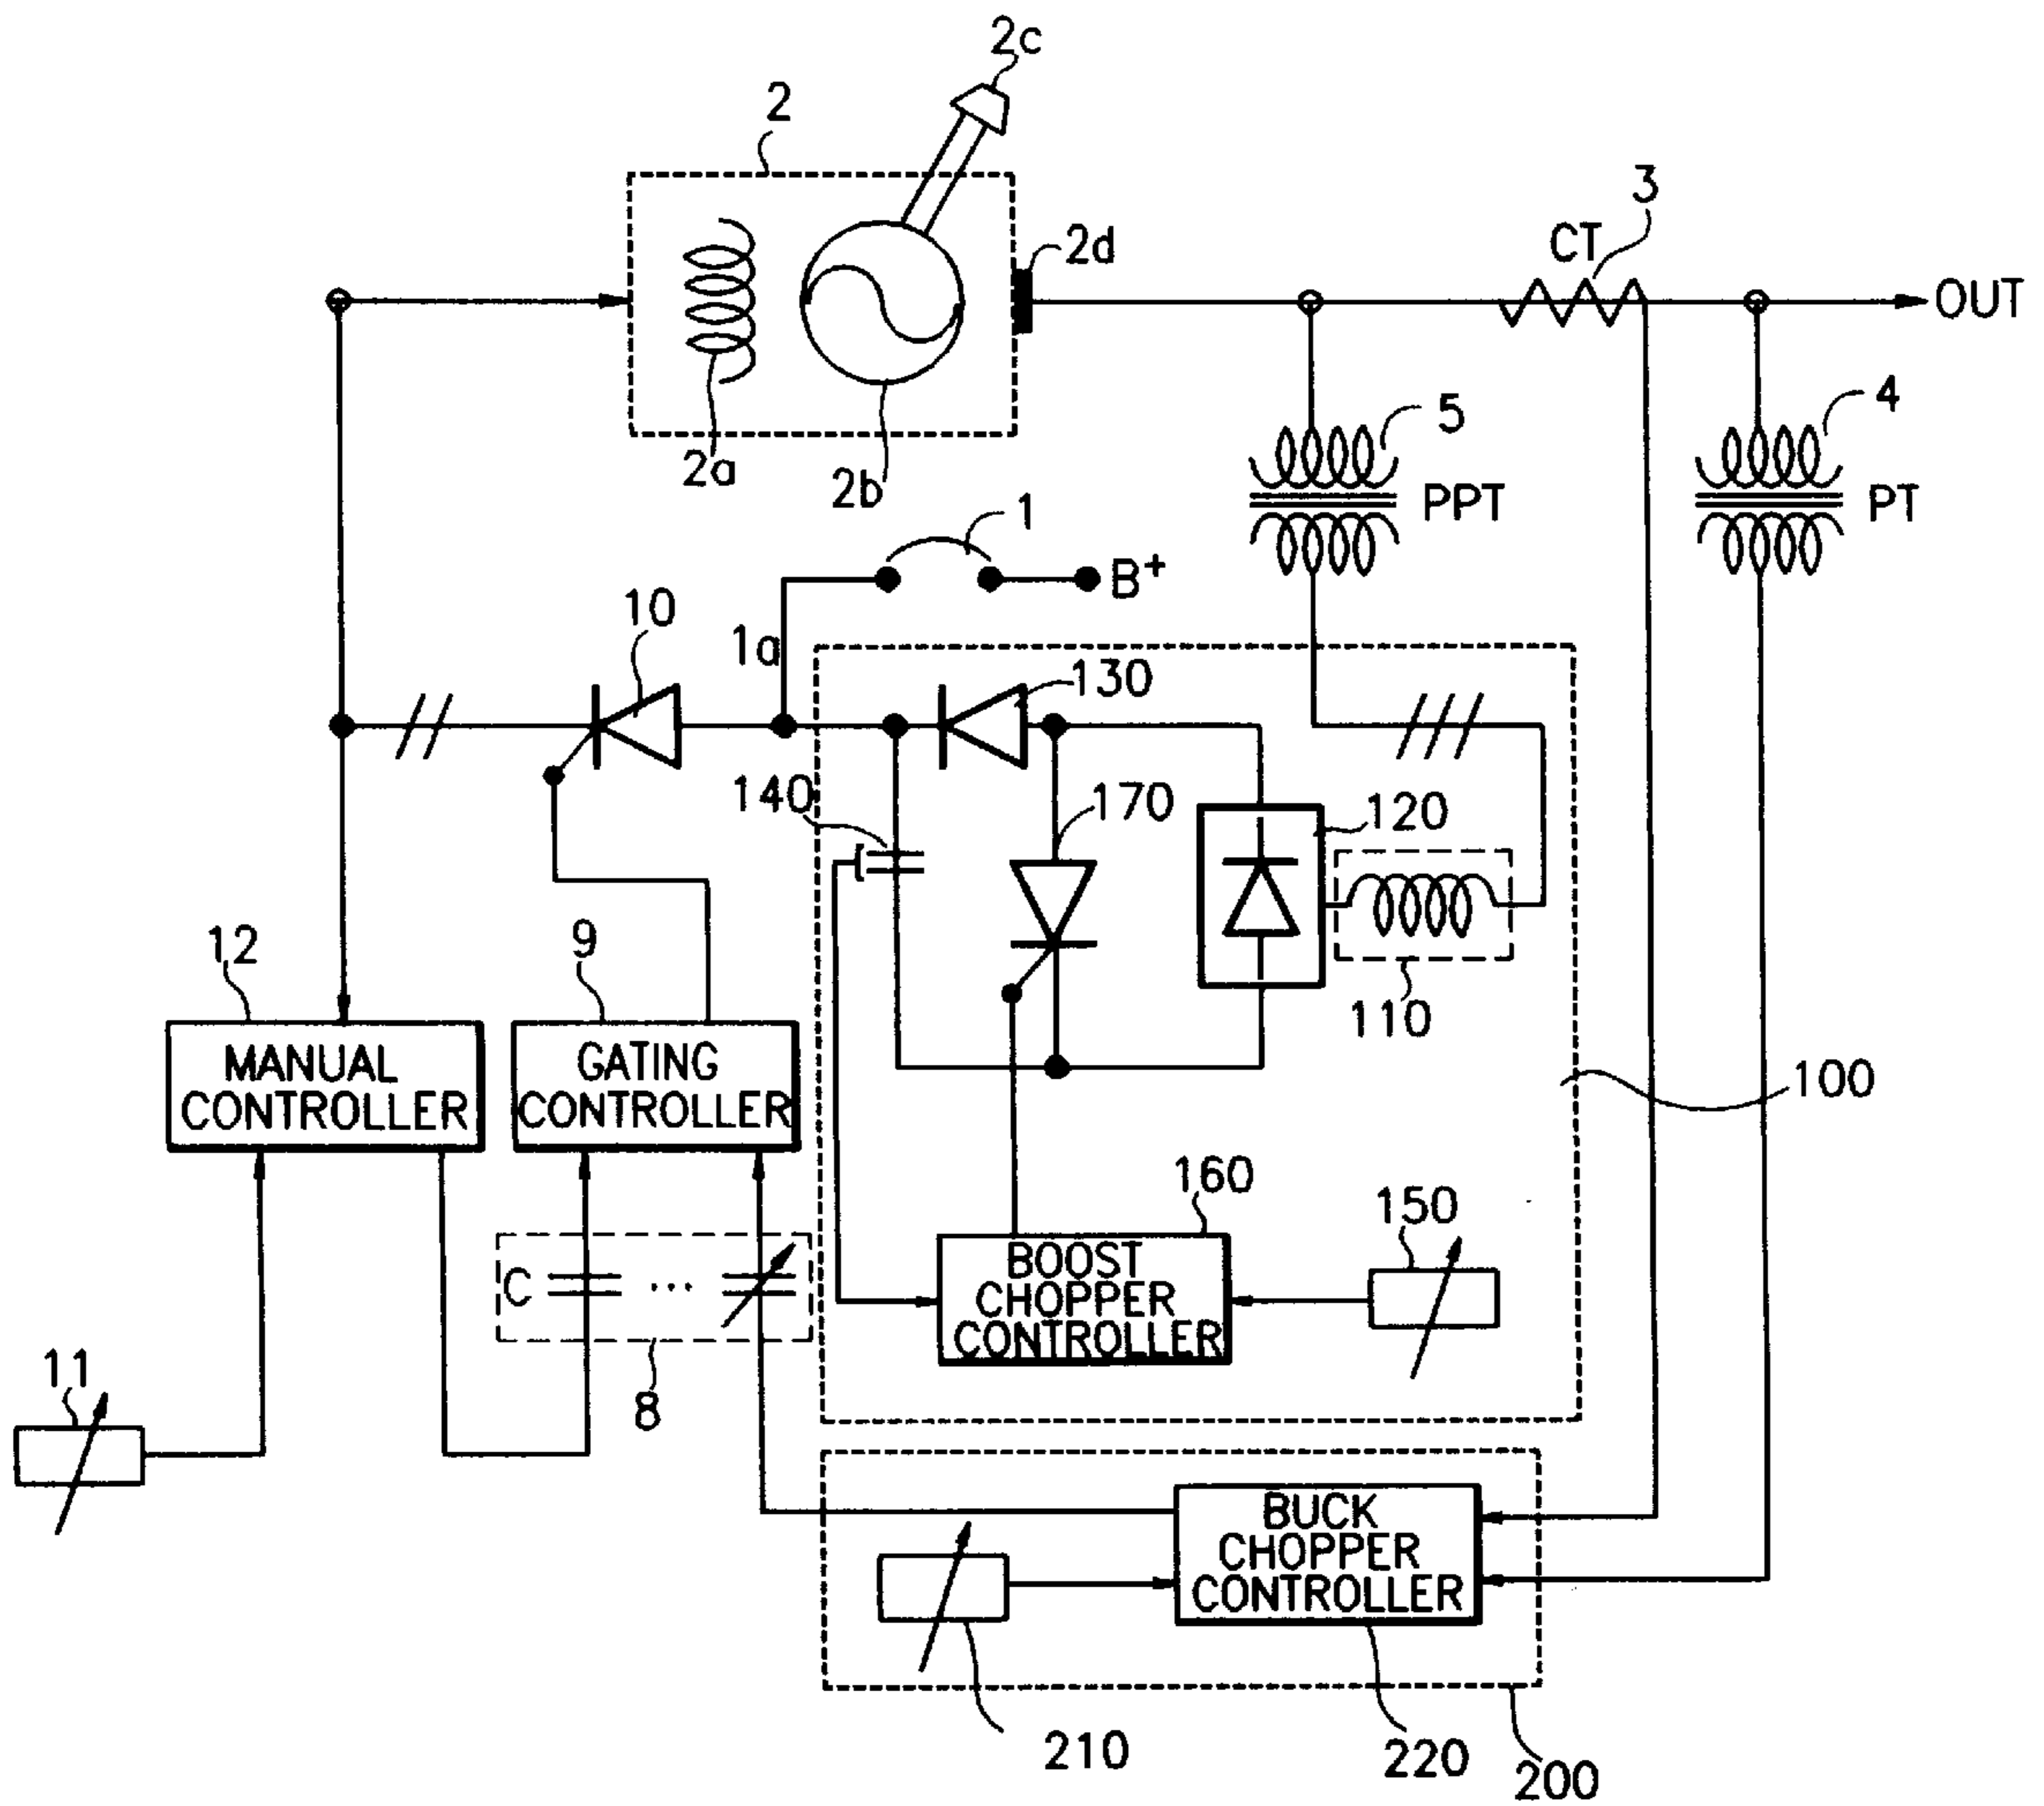 2c
2
3
CT
2d
OUT
5
4
2a
2b
PPT
PT
1
B+
10
1a
130
140
170
120
12
9
110
MANUAL
CONTROLLER
GATING
CONTROLLER
100
160
150
C
...
BOOST
CHOPPER
CONTROLLER
11
8
BUCK
CHOPPER
CONTROLLER
210
220
200